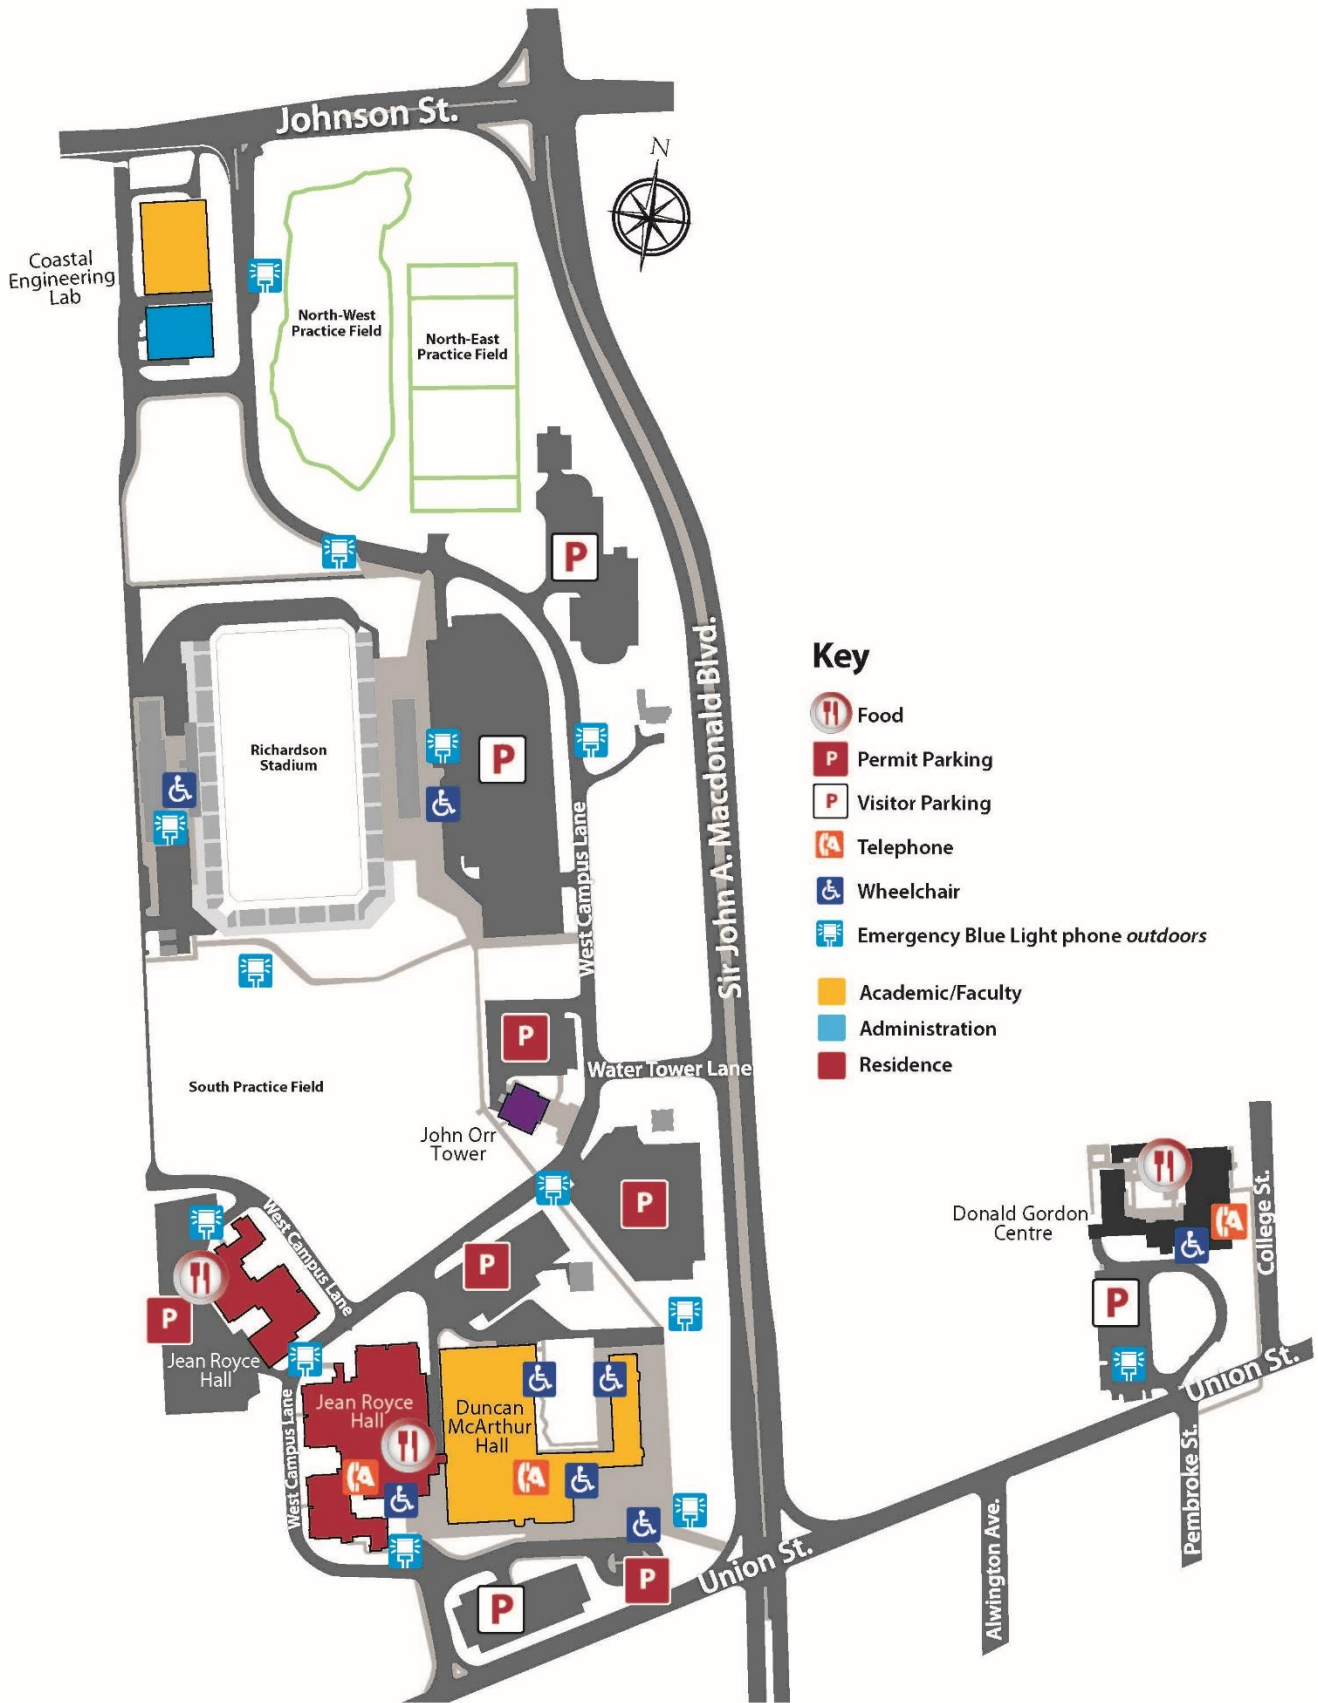 Johnson St.
N
Coastal
Engineering
Lab
North-West
Practice Field
North-East
Practice Field
P
Sir John A. Macdonald Blvd.
Richardson
Stadium
P
West Campus Lane
Key
Food
P Permit Parking
P Visitor Parking
Telephone
Wheelchair
Emergency Blue Light phone outdoors
Academic/Faculty
Administration
Residence
P
Water Tower Lane
South Practice Field
John Orr
Tower
P
P
West Campus Lane
P
Jean Royce
Hall
Jean Royce
Hall
Duncan
McArthur
Hall
West Campus Lane
P
P
Union St.
Donald Gordon
Centre
College St.
P
Union St.
Pembroke St.
Alwington Ave.